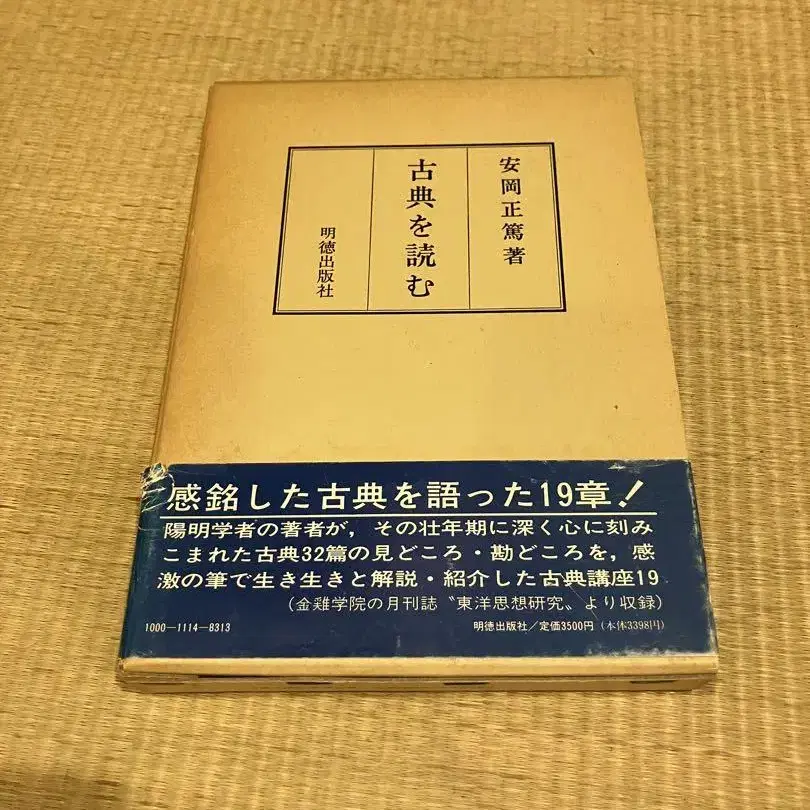 安岡正篤著
古典を読む
明徳出版社
感銘した古典を語った19章!
陽明学者の著者が，その壮年期に深く心に刻み
こまれた古典32篇の見どころ・勘どころを，感
激の筆で生き生きと解説・紹介した古典講座19
（金雞学院の月刊誌〝東洋思想研究〟より収録）
1000—1114—8313
明徳出版社／定価3500円（本体3398円）